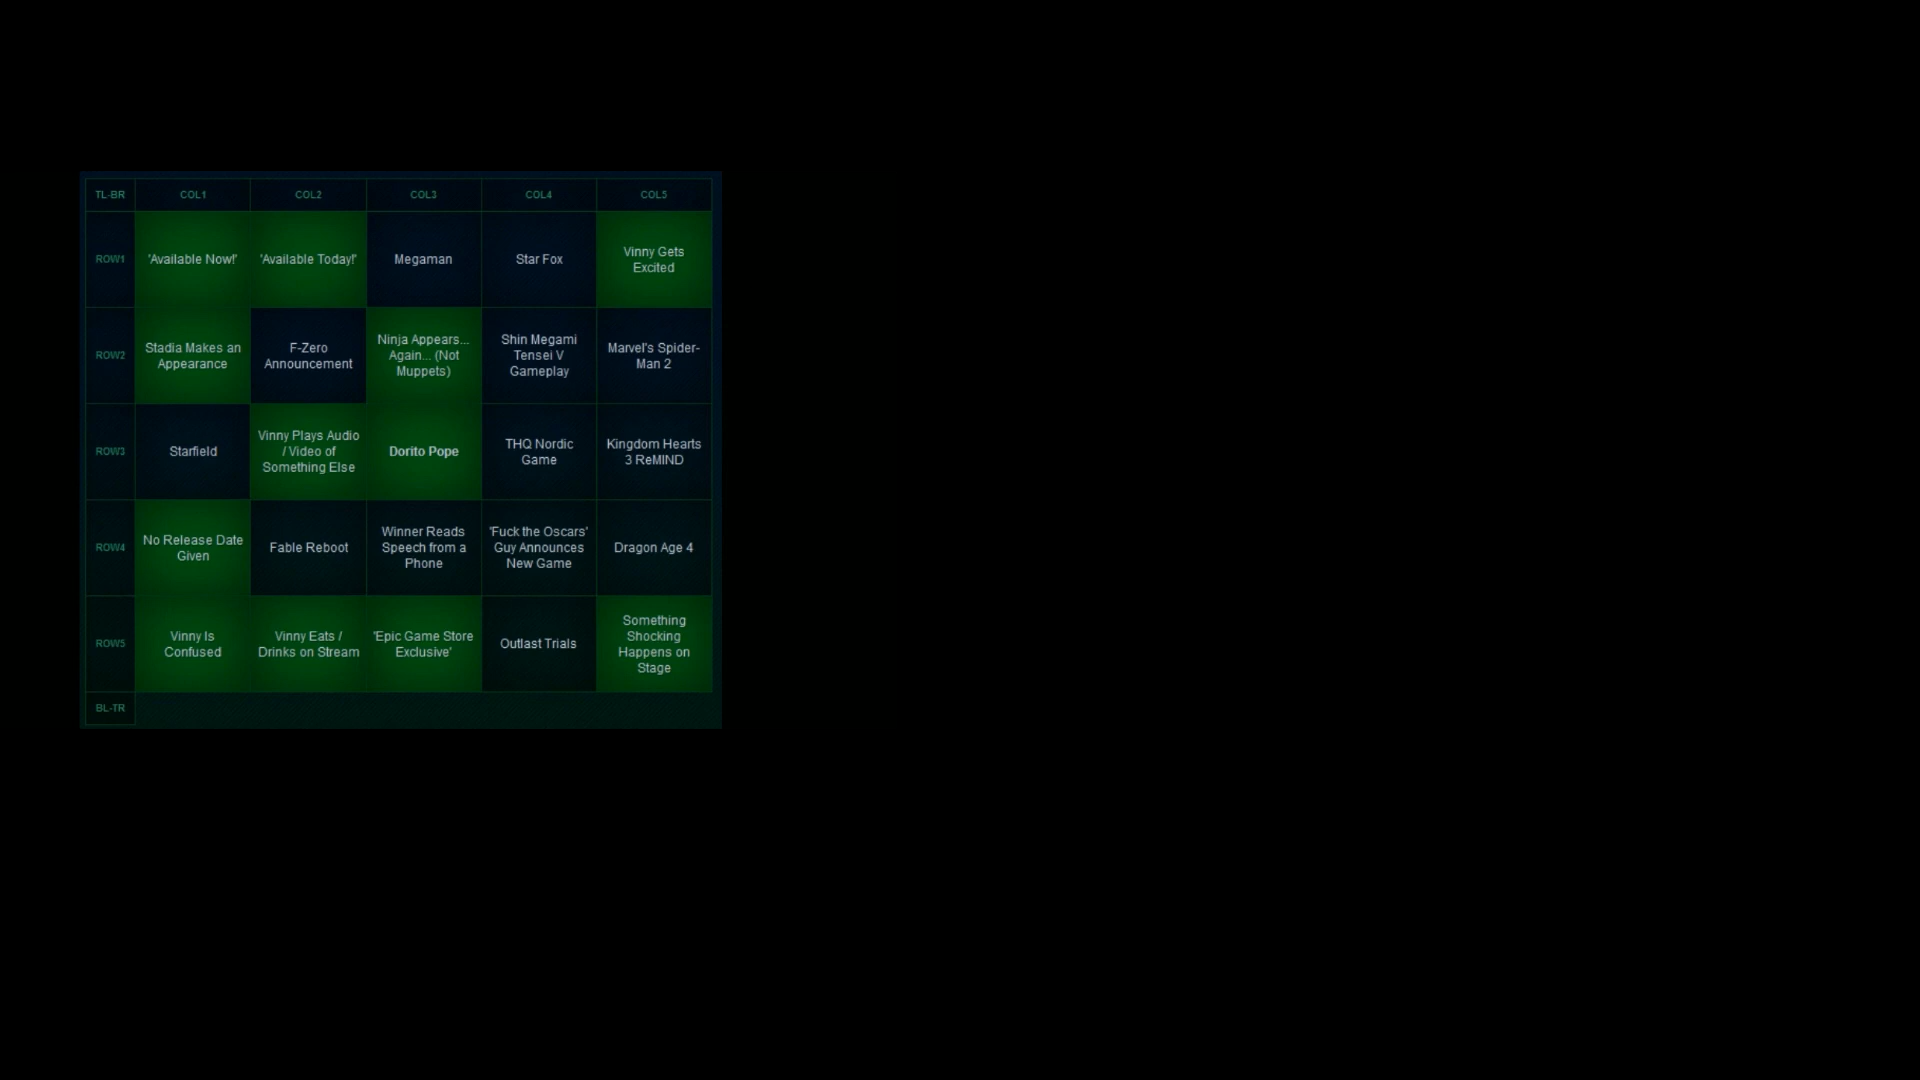 TL-BR COL1 COL2 COL3 COL4 COL5
ROW1
'Available Now!'
'Available Today!'
Megaman
Star Fox
Vinny Gets
Excited
ROW2
Stadia Makes an
Appearance
F-Zero
Announcement
Ninja Appears...
Again... (Not
Muppets)
Shin Megami
Tensei V
Gameplay
Marvel's Spider-
Man 2
ROW3
Starfield
Vinny Plays Audio
/ Video of
Something Else
Dorito Pope
THQ Nordic
Game
Kingdom Hearts
3 ReMIND
ROW4
No Release Date
Given
Fable Reboot
Winner Reads
Speech from a
Phone
'Fuck the Oscars'
Guy Announces
New Game
Dragon Age 4
ROW5
Vinny Is
Confused
Vinny Eats /
Drinks on Stream
'Epic Game Store
Exclusive'
Outlast Trials
Something
Shocking
Happens on
Stage
BL-TR